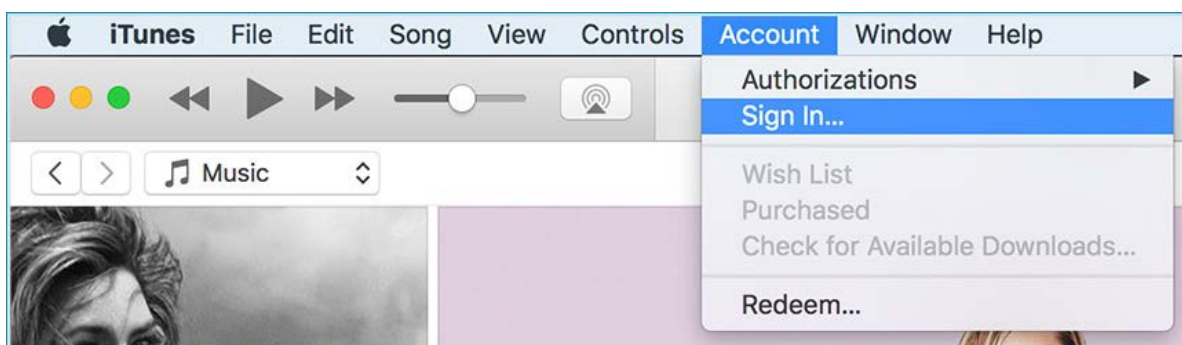 iTunes File Edit Song View Controls Account Window Help
Authorizations
Sign In...
Music
Wish List
Purchased
Check for Available Downloads...
Redeem...